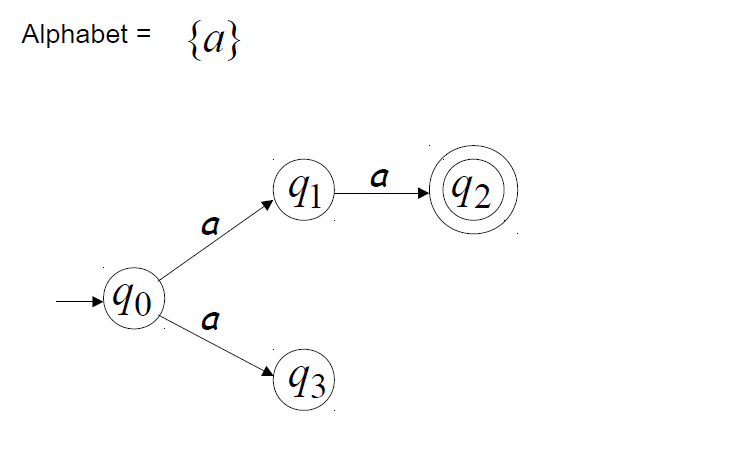 Alphabet = {a}
q1 a q2
a
q0
a
q3